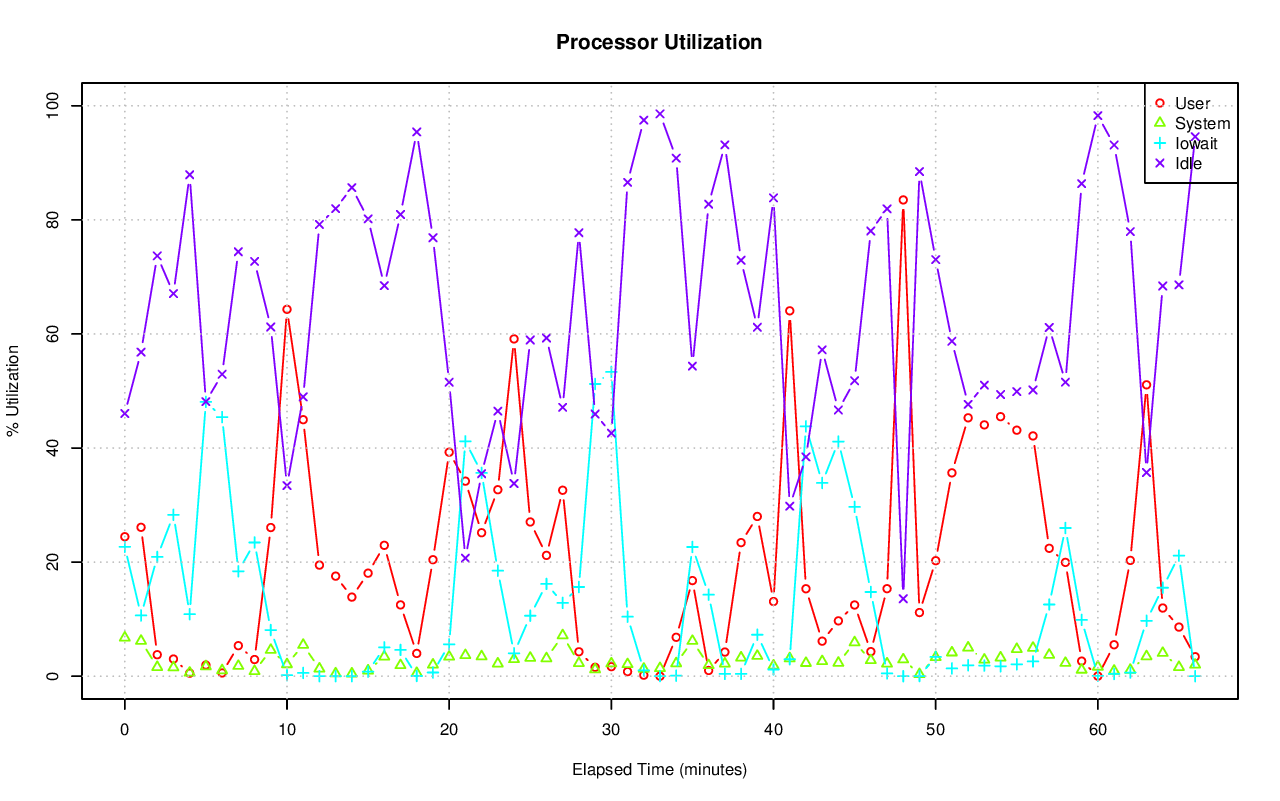 Processor Utilization
% Utilization
100
80
60
40
20
0
User
System
Iowait
Idle
0 10 20 30 40 50 60
Elapsed Time (minutes)